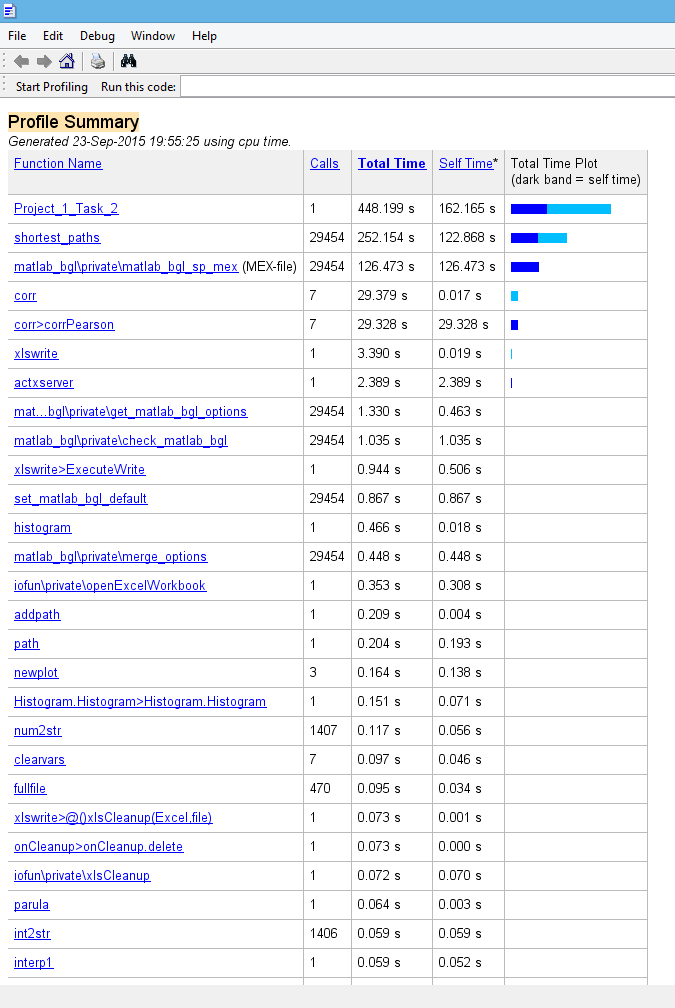 File Edit Debug Window Help
Start Profiling Run this code:
Profile Summary
Generated 23-Sep-2015 19:55:25 using cpu time.
Function Name Calls Total Time Self Time* Total Time Plot
(dark band = self time)
Project_1_Task_2 1 448.199 s 162.165 s
shortest_paths 29454 252.154 s 122.868 s
matlab_bgl\private\matlab_bgl_sp_mex (MEX-file) 29454 126.473 s 126.473 s
corr 7 29.379 s 0.017 s
corr>corrPearson 7 29.328 s 29.328 s
xlswrite 1 3.390 s 0.019 s
actxserver 1 2.389 s 2.389 s
mat...bgl\private\get_matlab_bgl_options 29454 1.330 s 0.463 s
matlab_bgl\private\check_matlab_bgl 29454 1.035 s 1.035 s
xlswrite>ExecuteWrite 1 0.944 s 0.506 s
set_matlab_bgl_default 29454 0.867 s 0.867 s
histogram 1 0.466 s 0.018 s
matlab_bgl\private\merge_options 29454 0.448 s 0.448 s
iofun\private\openExcelWorkbook 1 0.353 s 0.308 s
addpath 1 0.209 s 0.004 s
path 1 0.204 s 0.193 s
newplot 3 0.164 s 0.138 s
Histogram.Histogram>Histogram.Histogram 1 0.151 s 0.071 s
num2str 1407 0.117 s 0.056 s
clearvars 7 0.097 s 0.046 s
fullfile 470 0.095 s 0.034 s
xlswrite>@()xlsCleanup(Excel,file) 1 0.073 s 0.001 s
onCleanup>onCleanup.delete 1 0.073 s 0.000 s
iofun\private\xlsCleanup 1 0.072 s 0.070 s
parula 1 0.064 s 0.003 s
int2str 1406 0.059 s 0.059 s
interp1 1 0.059 s 0.052 s